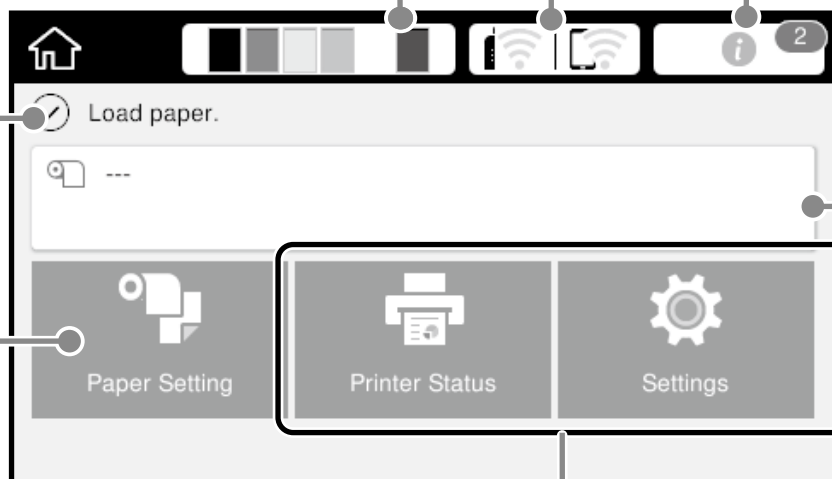 2
Load paper.
---
Paper Setting
Printer Status
Settings